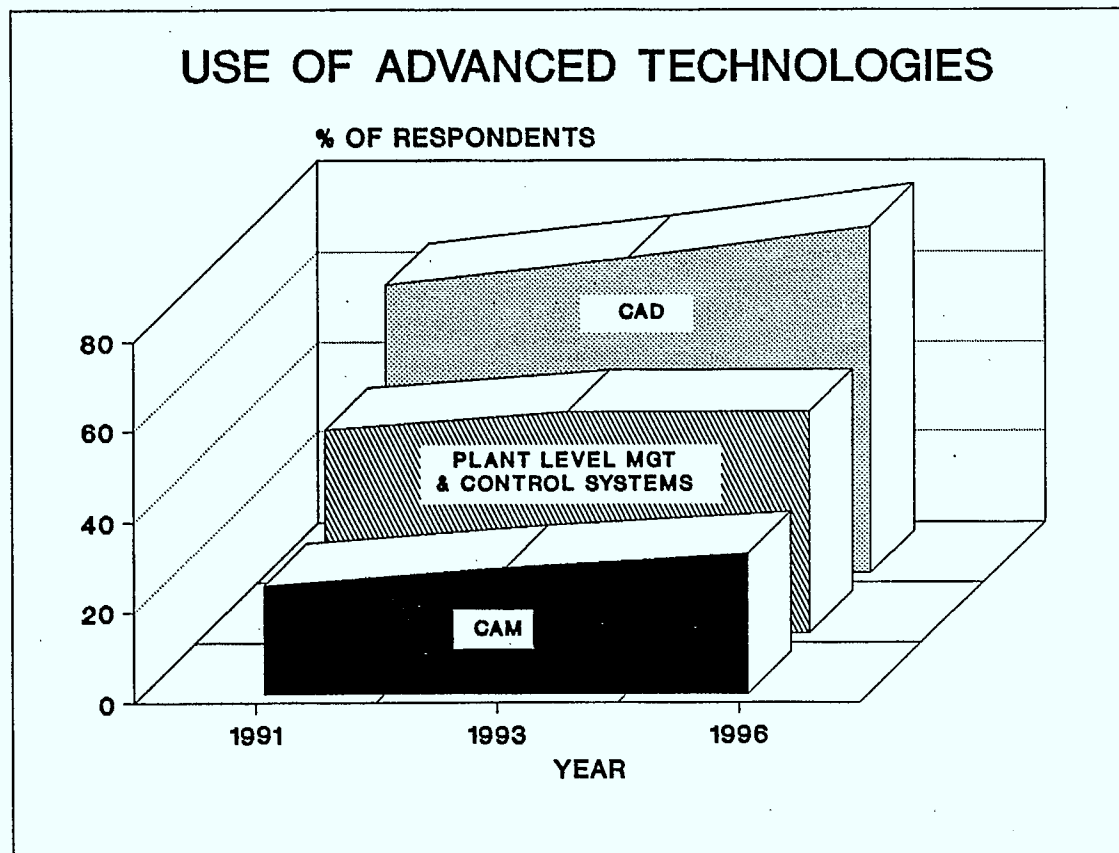 USE OF ADVANCED TECHNOLOGIES
% OF RESPONDENTS
CAD
80
60
PLANT LEVEL MGT
& CONTROL SYSTEMS
40
20
CAM
0
1991 1993 1996
YEAR